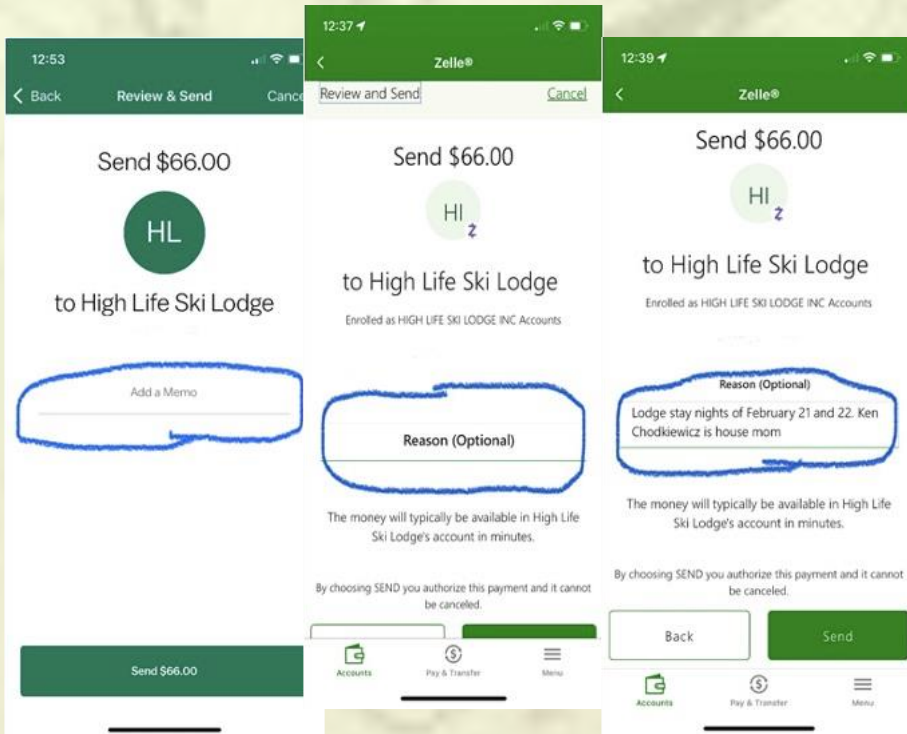 12:53
Back
Review & Send
Cance
Send $66.00
HL
to High Life Ski Lodge
Add a Memo
Send $66.00
12:37
Zelle®
Review and Send
Cancel
Send $66.00
HI
to High Life Ski Lodge
Enrolled as HIGH LIFE SKI LODGE INC Accounts
Reason (Optional)
The money will typically be available in High Life
Ski Lodge's account in minutes.
By choosing SEND you authorize this payment and it cannot
be canceled.
Accounts
Pay & Transfer
Menu
12:39
Zelle®
Send $66.00
HI
to High Life Ski Lodge
Enrolled as HIGH LIFE SKI LODGE INC Accounts
Reason (Optional)
Lodge stay nights of February 21 and 22. Ken
Chodkiewicz is house mom
The money will typically be available in High Life
Ski Lodge's account in minutes.
By choosing SEND you authorize this payment and it cannot
be canceled.
Back
Send
Accounts
Pay & Transfer
Menu